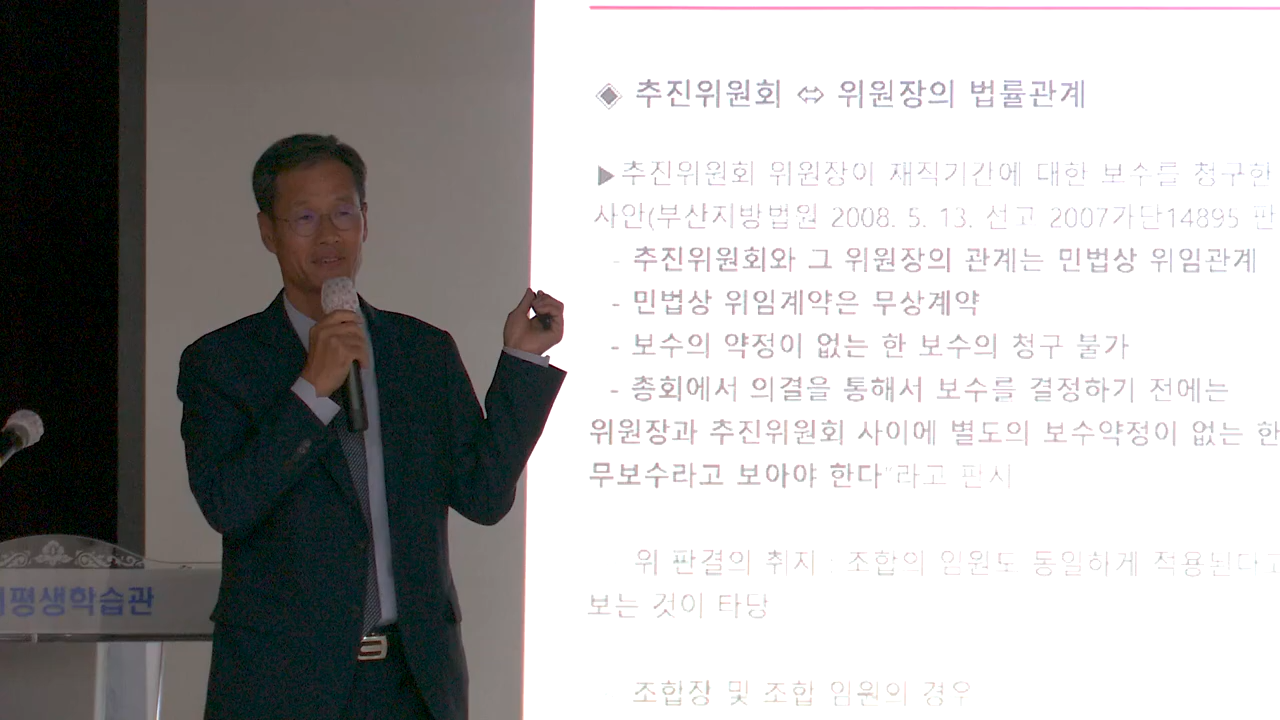 ◈ 추진위원회 ⇔ 위원장의 법률관계
▶추진위원회 위원장이 재직기간에 대한 보수를 청구한
사안(부산지방법원 2008. 5. 13. 선고 2007가단14895 판
- 추진위원회와 그 위원장의 관계는 민법상 위임관계
- 민법상 위임계약은 무상계약
- 보수의 약정이 없는 한 보수의 청구 불가
- 총회에서 의결을 통해서 보수를 결정하기 전에는
위원장과 추진위원회 사이에 별도의 보수약정이 없는 한
무보수라고 보아야 한다"라고 판시
위 판결의 취지 : 조합의 임원도 동일하게 적용된다고
보는 것이 타당
조합장 및 조합 임원의 경우
평생학습관